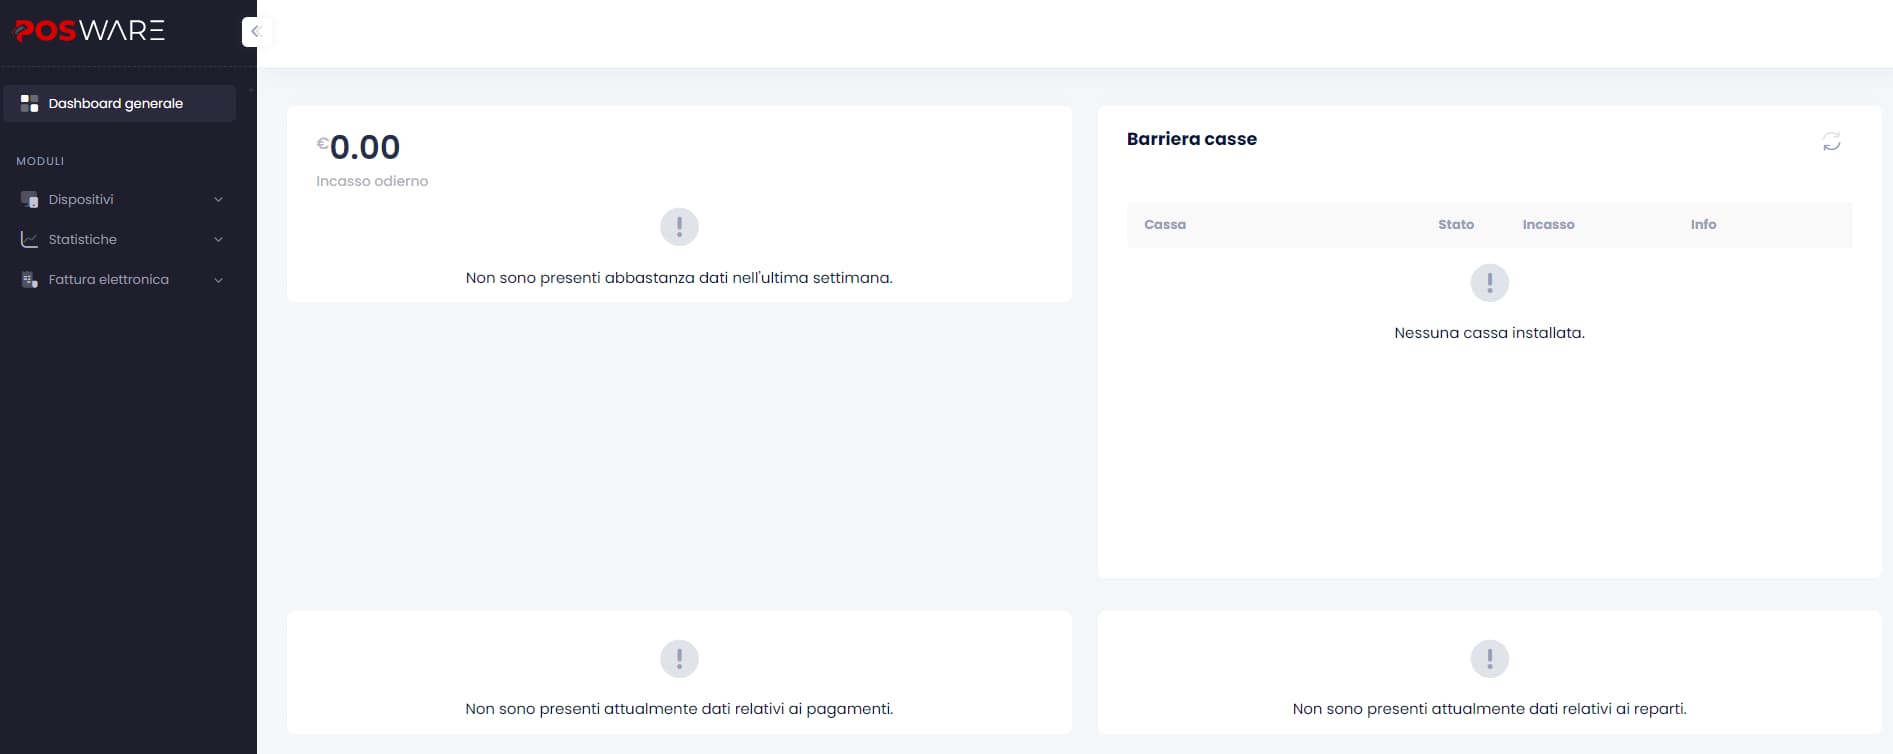 POSWARE
Dashboard generale
MODULI
Dispositivi
Statistiche
Fattura elettronica
€0.00
Incasso odierno
Non sono presenti abbastanza dati nell'ultima settimana.
Barriera casse
Cassa Stato Incasso Info
Nessuna cassa installata.
Non sono presenti attualmente dati relativi ai pagamenti.
Non sono presenti attualmente dati relativi ai reparti.